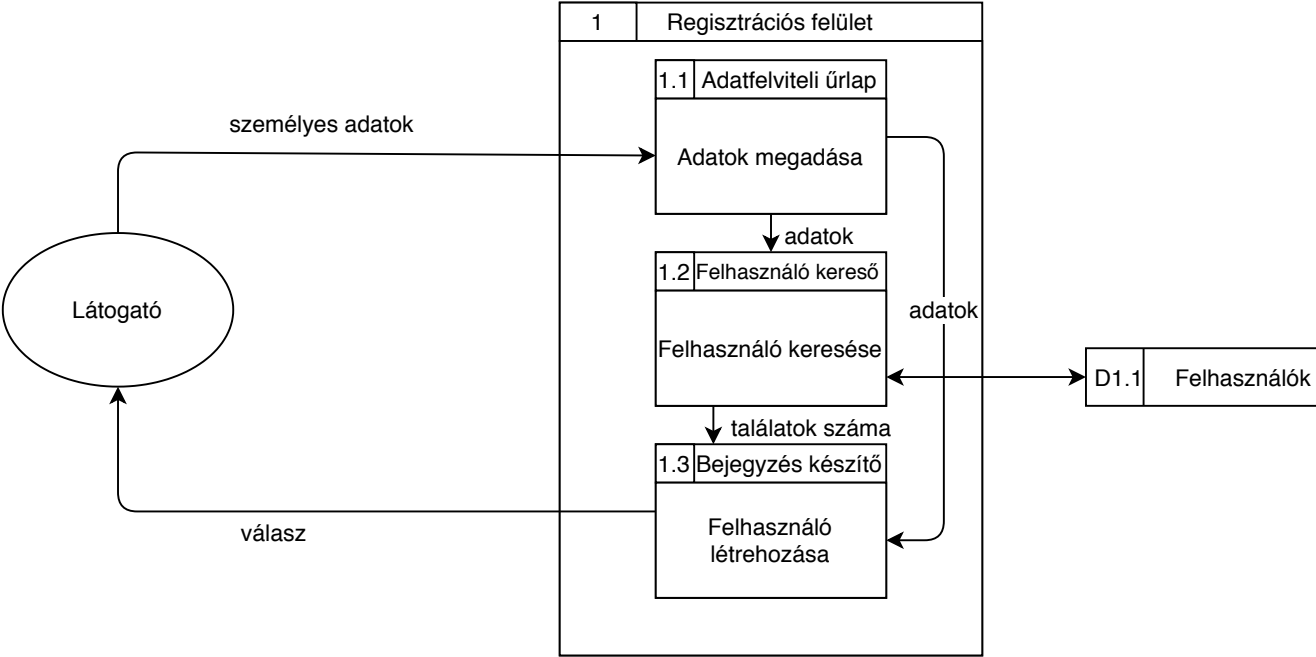 1 Regisztrációs felület
1.1 Adatfelviteli űrlap
személyes adatok
Adatok megadása
adatok
1.2 Felhasználó kereső
Látogató
adatok
Felhasználó keresése
D1.1 Felhasználók
találatok száma
1.3 Bejegyzés készítő
válasz
Felhasználó
létrehozása